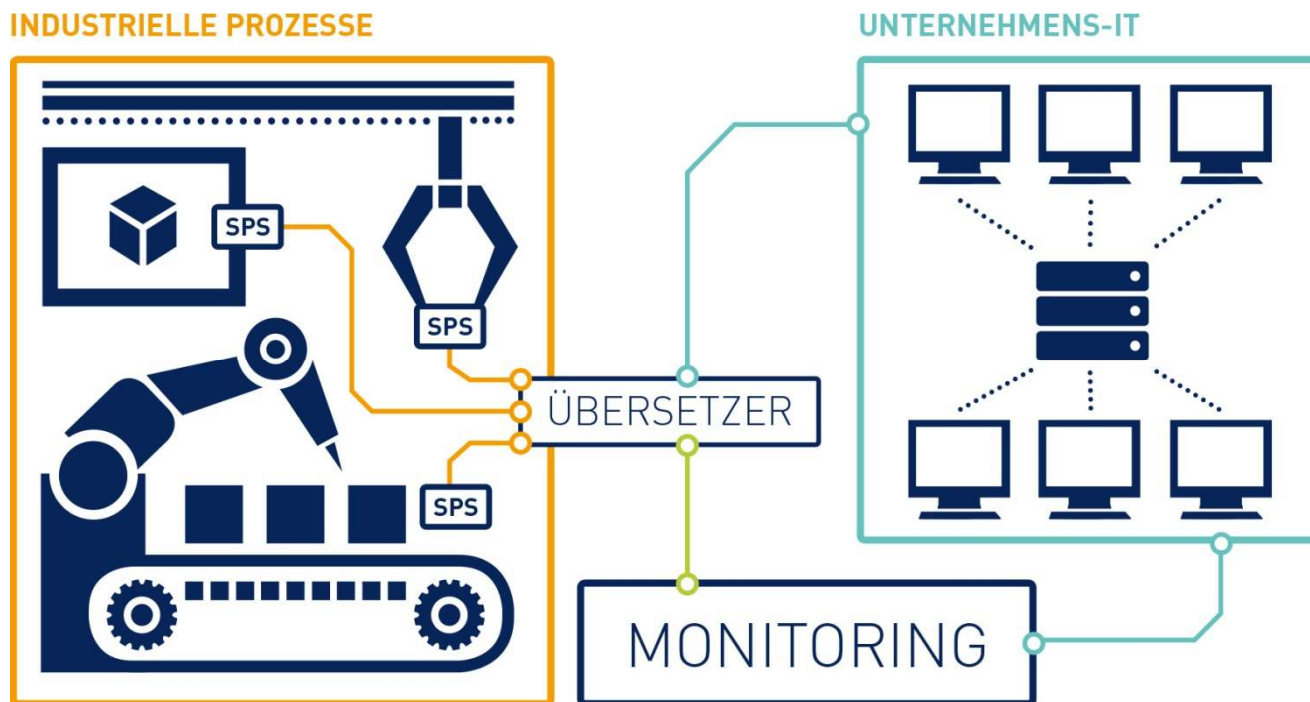 INDUSTRIELLE PROZESSE
UNTERNEHMENS-IT
SPS
SPS
ÜBERSETZER
SPS
MONITORING